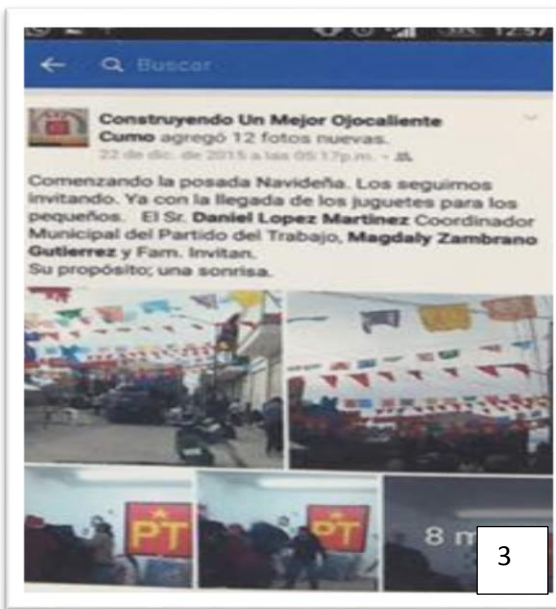 12:57
Buscar
Construyendo Un Mejor Ojocaliente
Cumo agregó 12 fotos nuevas.
22 de dic. de 2015 a las 05:17p.m.
Comenzando la posada Navideña. Los seguimos
invitando. Ya con la llegada de los juguetes para los
pequeños. El Sr. Daniel Lopez Martinez Coordinador
Municipal del Partido del Trabajo, Magdaly Zambrano
Gutierrez y Fam. Invitan.
Su propósito; una sonrisa.
PT
PT
8 m
3